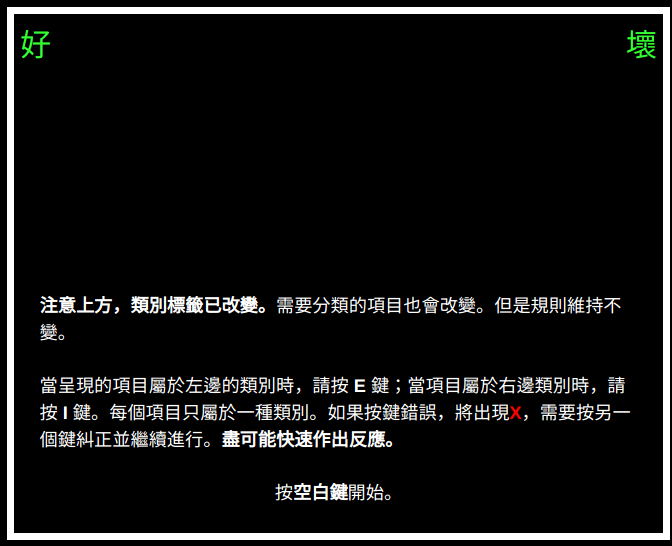 好
壞
注意上方，類別標籤已改變。需要分類的項目也會改變。但是規則維持不
變。
當呈現的項目屬於左邊的類別時，請按 E 鍵；當項目屬於右邊類別時，請
按 I 鍵。每個項目只屬於一種類別。如果按鍵錯誤，將出現X，需要按另一
個鍵糾正並繼續進行。盡可能快速作出反應。
按空白鍵開始。